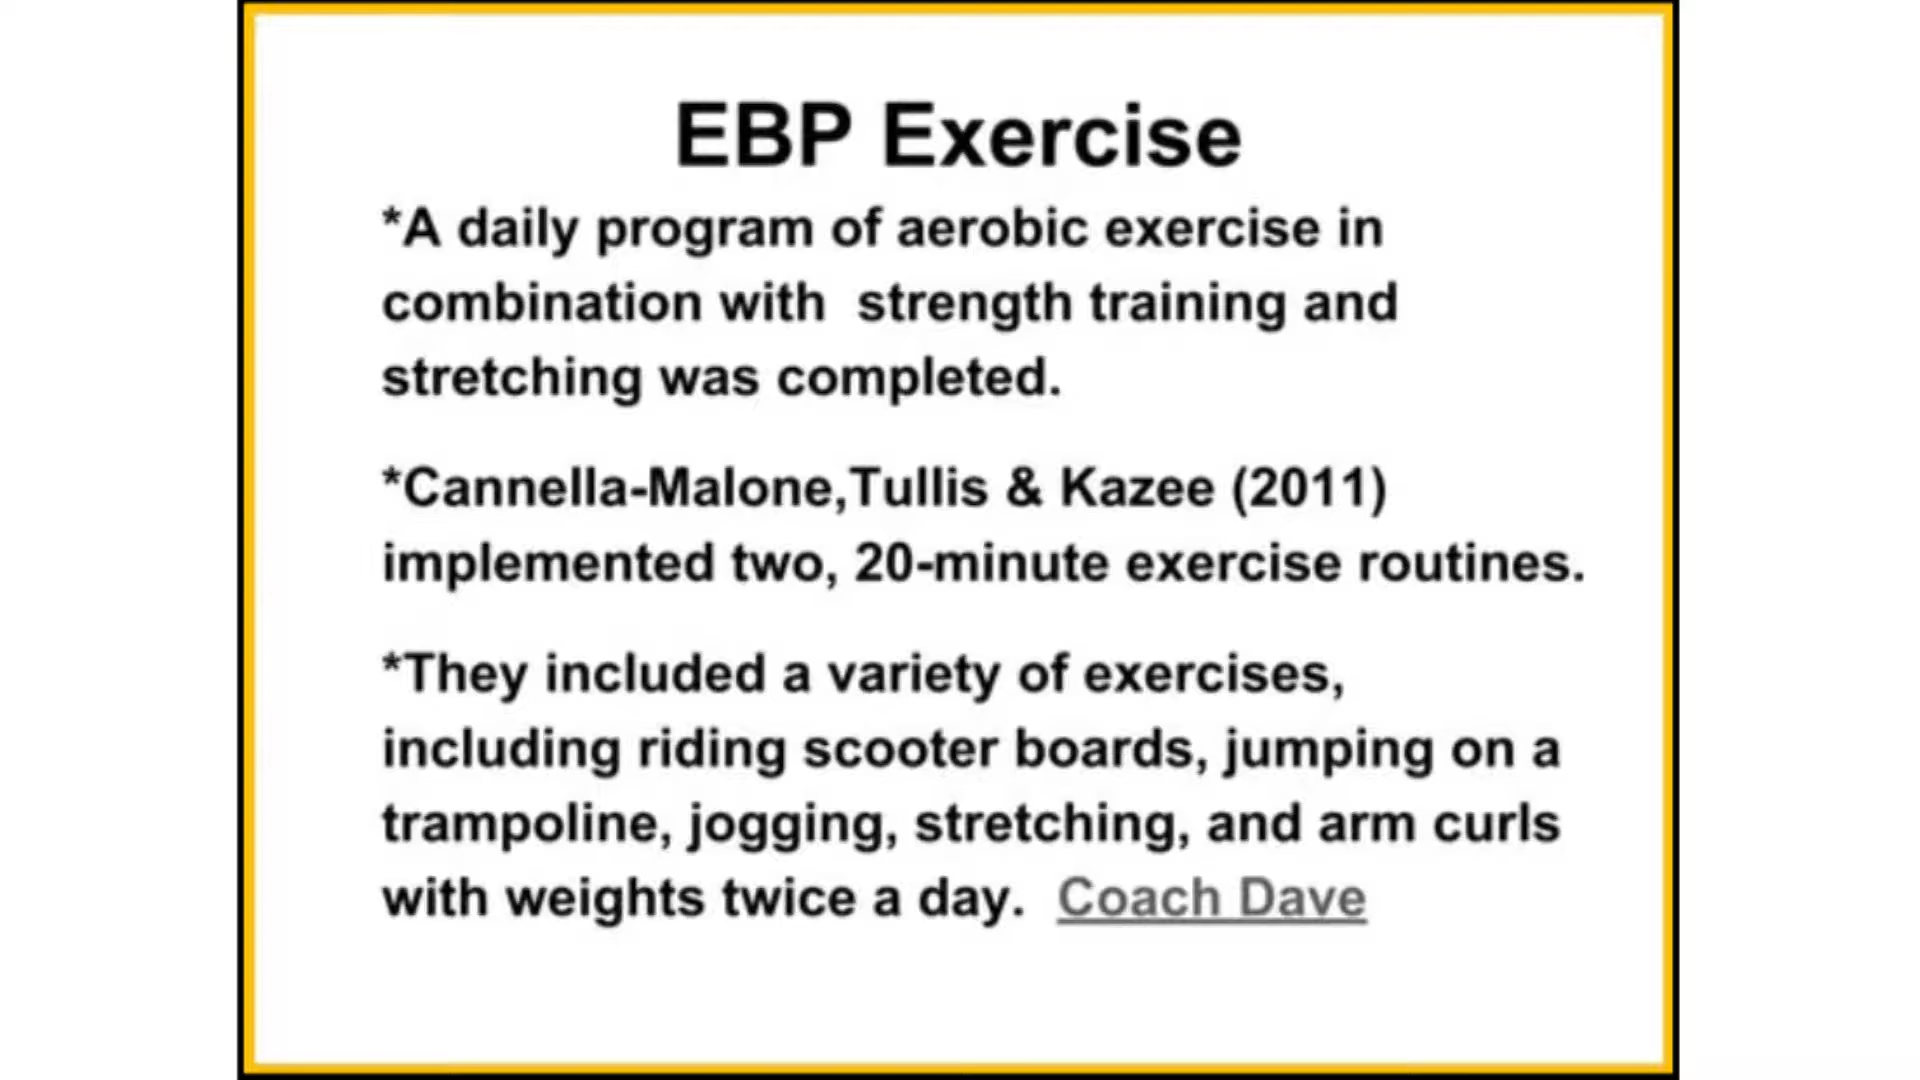 EBP Exercise
*A daily program of aerobic exercise in
combination with  strength training and
stretching was completed.
*Cannella-Malone,Tullis & Kazee (2011)
implemented two, 20-minute exercise routines.
*They included a variety of exercises,
including riding scooter boards, jumping on a
trampoline, jogging, stretching, and arm curls
with weights twice a day.  Coach Dave